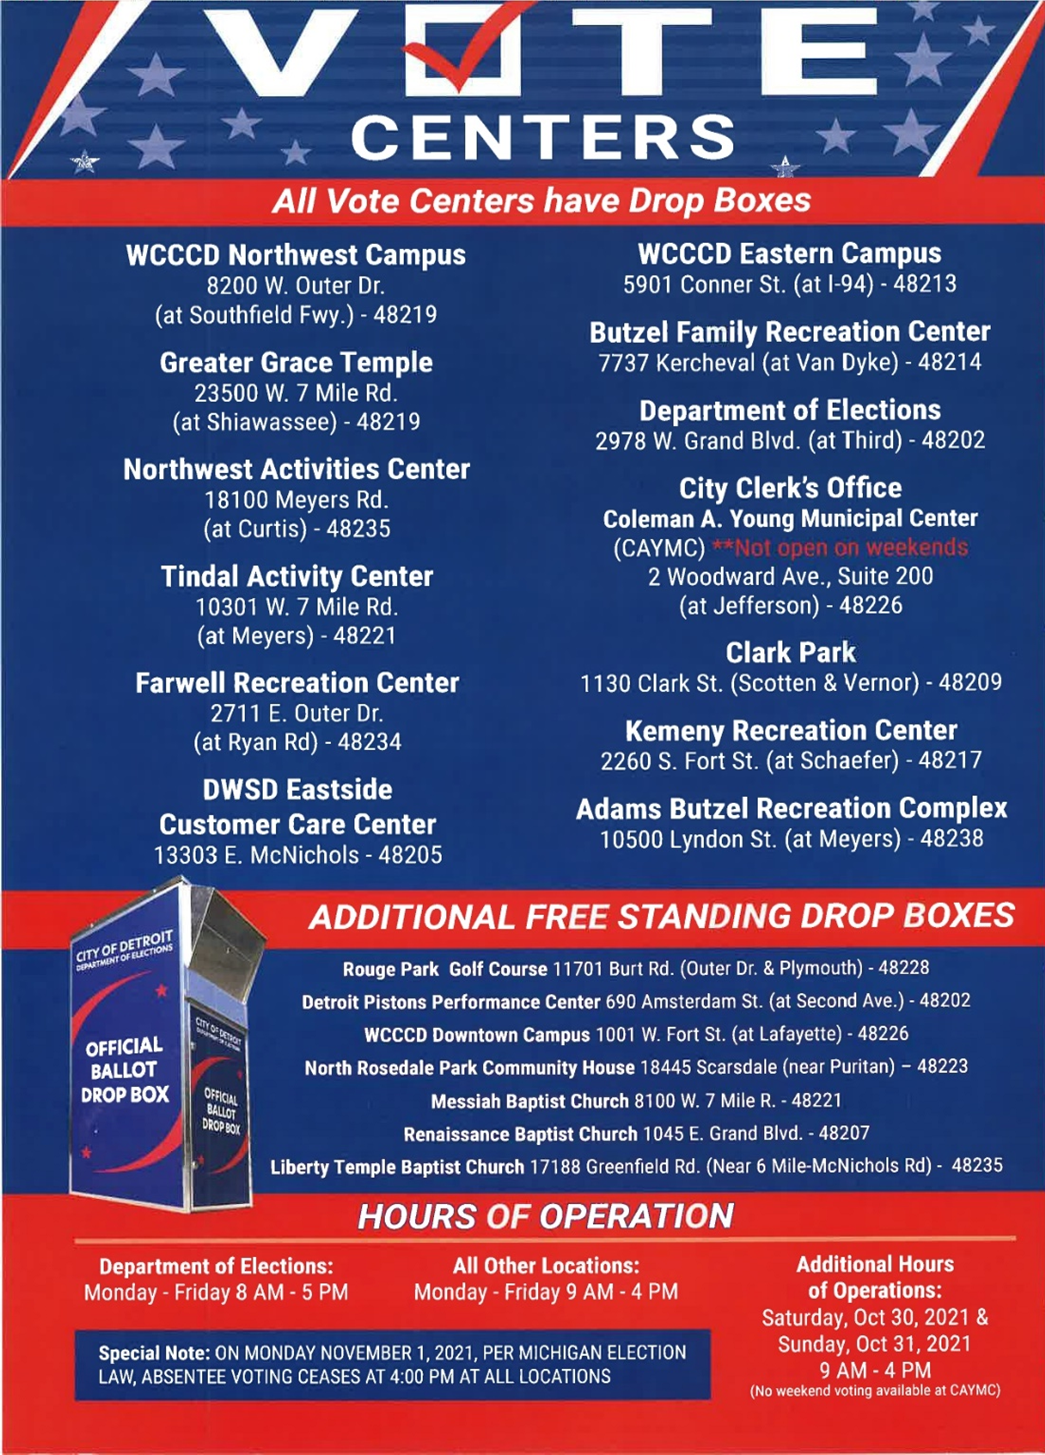 VOTE
CENTERS
All Vote Centers have Drop Boxes
WCCCD Northwest Campus
8200 W. Outer Dr.
(at Southfield Fwy.) - 48219
Greater Grace Temple
23500 W. 7 Mile Rd.
(at Shiawassee) - 48219
Northwest Activities Center
18100 Meyers Rd.
(at Curtis) - 48235
Tindal Activity Center
10301 W. 7 Mile Rd.
(at Meyers) - 48221
Farwell Recreation Center
2711 E. Outer Dr.
(at Ryan Rd) - 48234
DWSD Eastside
Customer Care Center
13303 E. McNichols - 48205
WCCCD Eastern Campus
5901 Conner St. (at I-94) - 48213
Butzel Family Recreation Center
7737 Kercheval (at Van Dyke) - 48214
Department of Elections
2978 W. Grand Blvd. (at Third) - 48202
City Clerk's Office
Coleman A. Young Municipal Center
(CAYMC) **Not open on weekends
2 Woodward Ave., Suite 200
(at Jefferson) - 48226
Clark Park
1130 Clark St. (Scotten & Vernor) - 48209
Kemeny Recreation Center
2260 S. Fort St. (at Schaefer) - 48217
Adams Butzel Recreation Complex
10500 Lyndon St. (at Meyers) - 48238
ADDITIONAL FREE STANDING DROP BOXES
Rouge Park Golf Course 11701 Burt Rd. (Outer Dr. & Plymouth) - 48228
Detroit Pistons Performance Center 690 Amsterdam St. (at Second Ave.) - 48202
WCCCD Downtown Campus 1001 W. Fort St. (at Lafayette) - 48226
North Rosedale Park Community House 18445 Scarsdale (near Puritan) – 48223
Messiah Baptist Church 8100 W. 7 Mile R. - 48221
Renaissance Baptist Church 1045 E. Grand Blvd. - 48207
Liberty Temple Baptist Church 17188 Greenfield Rd. (Near 6 Mile-McNichols Rd) - 48235
CITY OF DETROIT
DEPARTMENT OF ELECTIONS
OFFICIAL
BALLOT
DROP BOX
CITY OF DETROIT
DEPARTMENT OF ELECTIONS
OFFICIAL
BALLOT
DROP BOX
HOURS OF OPERATION
Department of Elections:
Monday - Friday 8 AM - 5 PM
All Other Locations:
Monday - Friday 9 AM - 4 PM
Additional Hours
of Operations:
Saturday, Oct 30, 2021 &
Sunday, Oct 31, 2021
9 AM - 4 PM
(No weekend voting available at CAYMC)
Special Note: ON MONDAY NOVEMBER 1, 2021, PER MICHIGAN ELECTION
LAW, ABSENTEE VOTING CEASES AT 4:00 PM AT ALL LOCATIONS